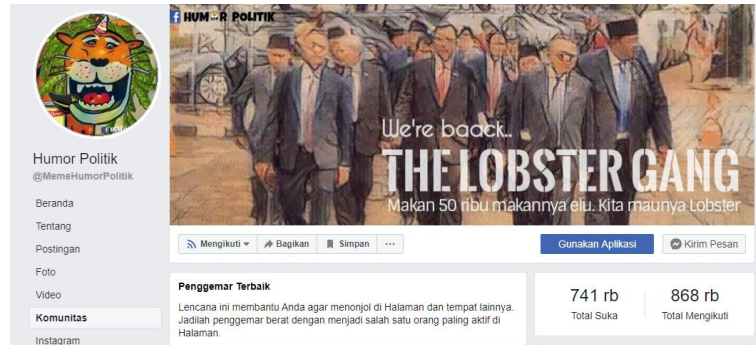 f HUMOR POLITIK
We're baack..
THE LOBSTER GANG
Makan 50 ribu makannya elu. Kita maunya Lobster
Humor Politik
@MemeHumorPolitik
Beranda
Tentang
Postingan
Foto
Video
Komunitas
Instagram
Mengikuti
Bagikan
Simpan
...
Gunakan Aplikasi
Kirim Pesan
Penggemar Terbaik
Lencana ini membantu Anda agar menonjol di Halaman dan tempat lainnya.
Jadilah penggemar berat dengan menjadi salah satu orang paling aktif di
Halaman.
741 rb
Total Suka
868 rb
Total Mengikuti